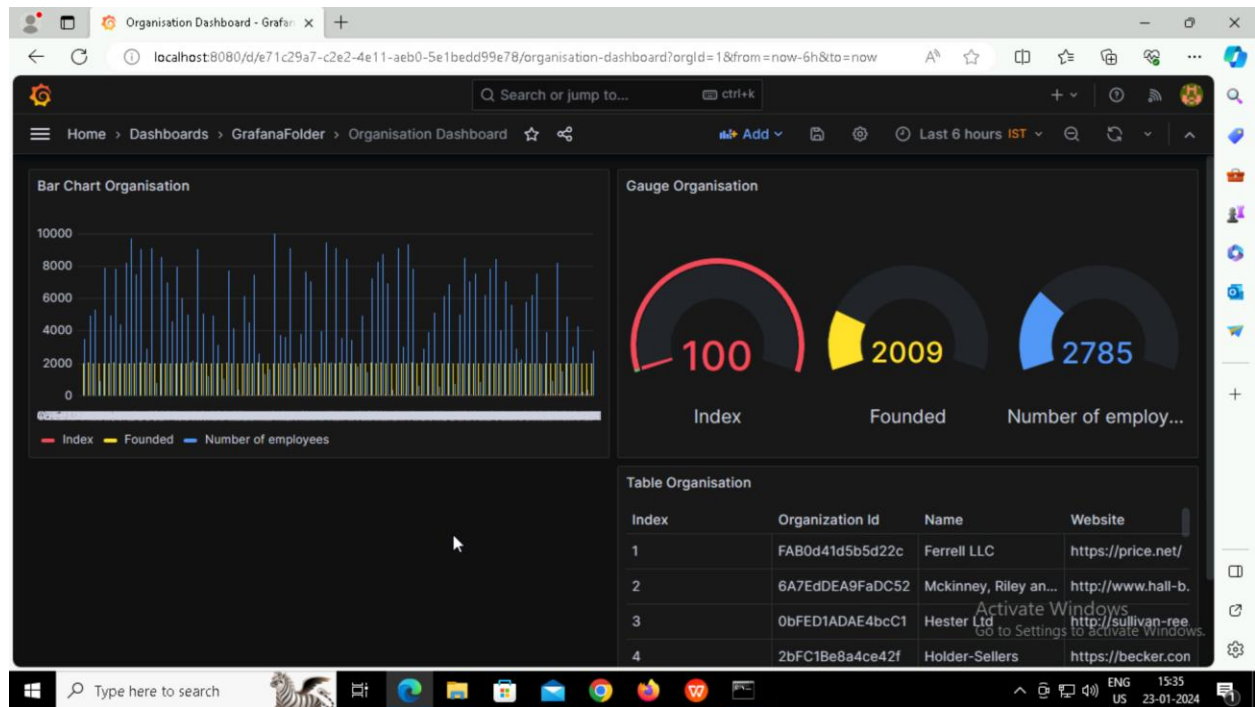 Organisation Dashboard - Grafan
localhost:8080/d/e71c29a7-c2e2-4e11-aeb0-5e1bedd99e78/organisation-dashboard?orgId=1&from=now-6h&to=now
Search or jump to... ctrl+k
Home › Dashboards › GrafanaFolder › Organisation Dashboard Add Last 6 hours IST
Bar Chart Organisation
10000
8000
6000
4000
2000
0
Index Founded Number of employees
Gauge Organisation
100 2009 2785
Index Founded Number of employ...
Table Organisation
Index Organization Id Name Website
1 FAB0d41d5b5d22c Ferrell LLC https://price.net/
2 6A7EdDEA9FaDC52 Mckinney, Riley an... http://www.hall-b.
3 0bFED1ADAE4bcC1 Hester Ltd http://sullivan-ree
4 2bFC1Be8a4ce42f Holder-Sellers https://becker.con
Activate Windows
Go to Settings to activate Windows.
Type here to search
ENG 15:35
US 23-01-2024